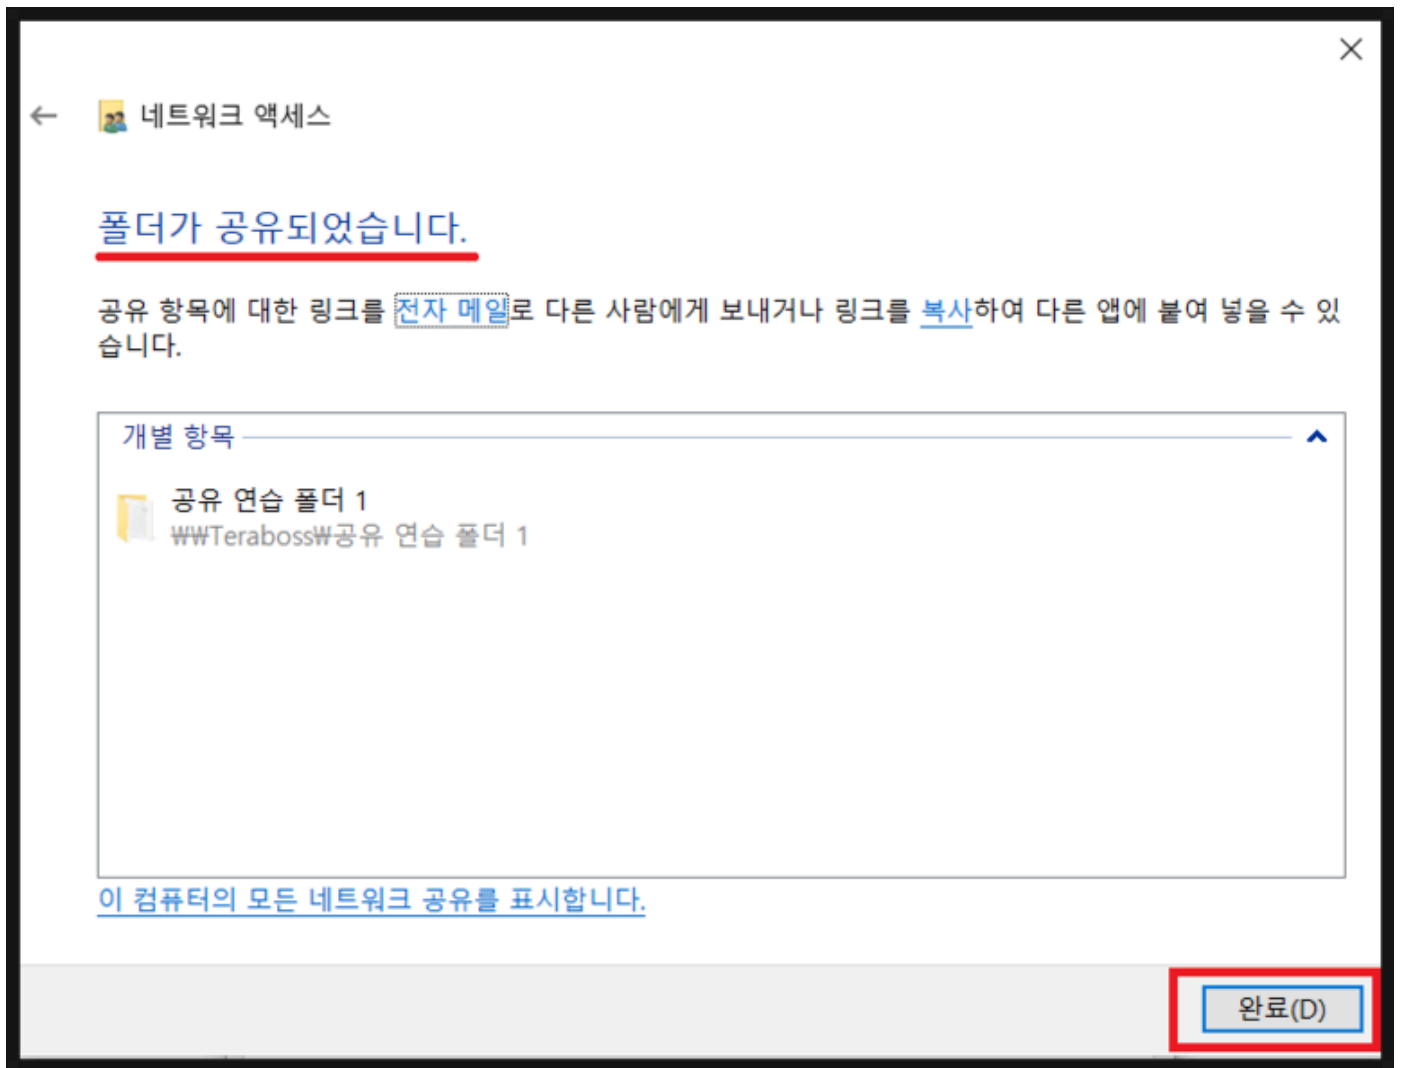 네트워크 액세스
폴더가 공유되었습니다.
공유 항목에 대한 링크를 전자 메일로 다른 사람에게 보내거나 링크를 복사하여 다른 앱에 붙여 넣을 수 있
습니다.
개별 항목
공유 연습 폴더 1
₩₩Teraboss₩공유 연습 폴더 1
이 컴퓨터의 모든 네트워크 공유를 표시합니다.
완료(D)